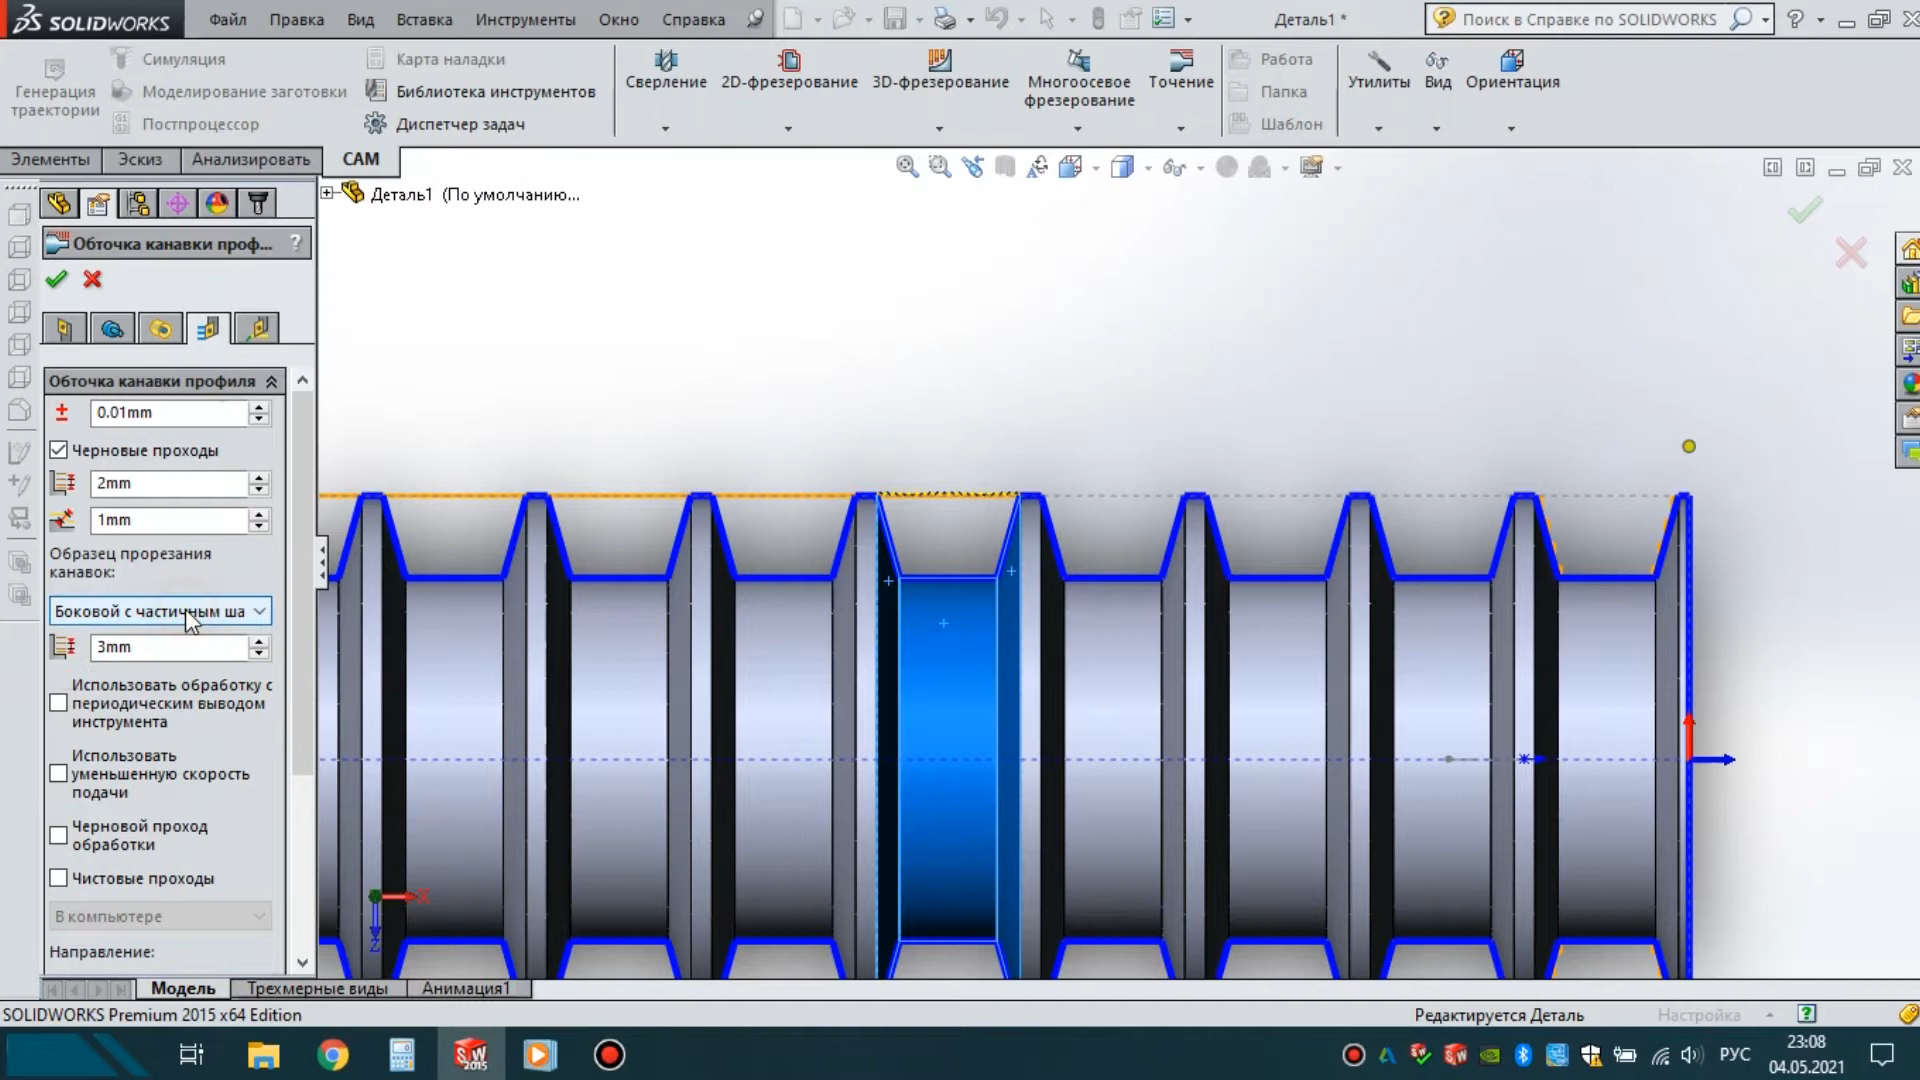 SOLIDWORKS
Файл
Правка
Вид
Вставка
Инструменты
Окно
Справка
Деталь1 *
Поиск в Справке по SOLIDWORKS
Генерация
траектории
Симуляция
Моделирование заготовки
Постпроцессор
Карта наладки
Библиотека инструментов
Диспетчер задач
Сверление
2D-фрезерование
3D-фрезерование
Многоосевое
фрезерование
Точение
Работа
Папка
Шаблон
Утилиты
Вид
Ориентация
Элементы
Эскиз
Анализировать
CAM
Деталь1 (По умолчанию...
Обточка канавки проф...
?
Обточка канавки профиля
0.01mm
Черновые проходы
2mm
1mm
Образец прорезания
канавок:
Боковой с частичным ша
3mm
Использовать обработку с
периодическим выводом
инструмента
Использовать
уменьшенную скорость
подачи
Черновой проход
обработки
Чистовые проходы
В компьютере
Направление:
X
Z
Модель
Трехмерные виды
Анимация1
SOLIDWORKS Premium 2015 x64 Edition
Редактируется Деталь
Настройка
?
SW
2015
РУС
23:08
04.05.2021